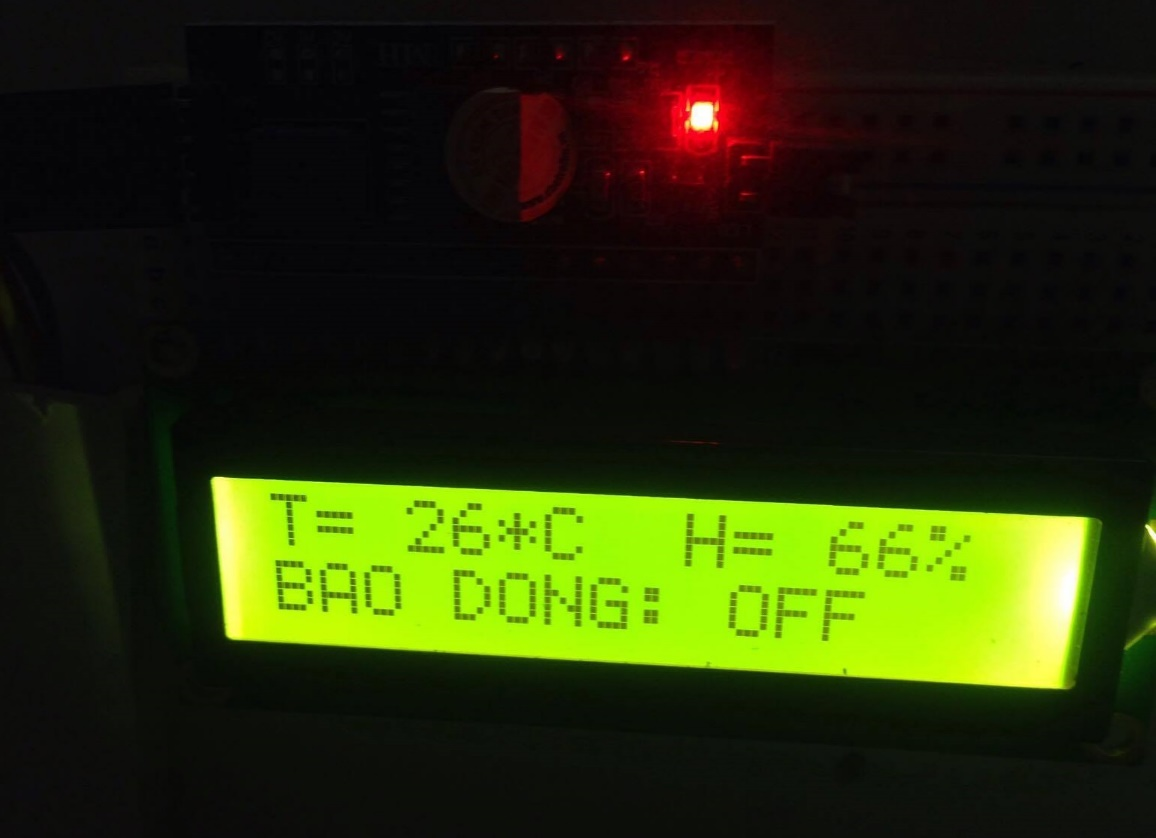 T= 26*C H= 66%
BAO DONG: OFF